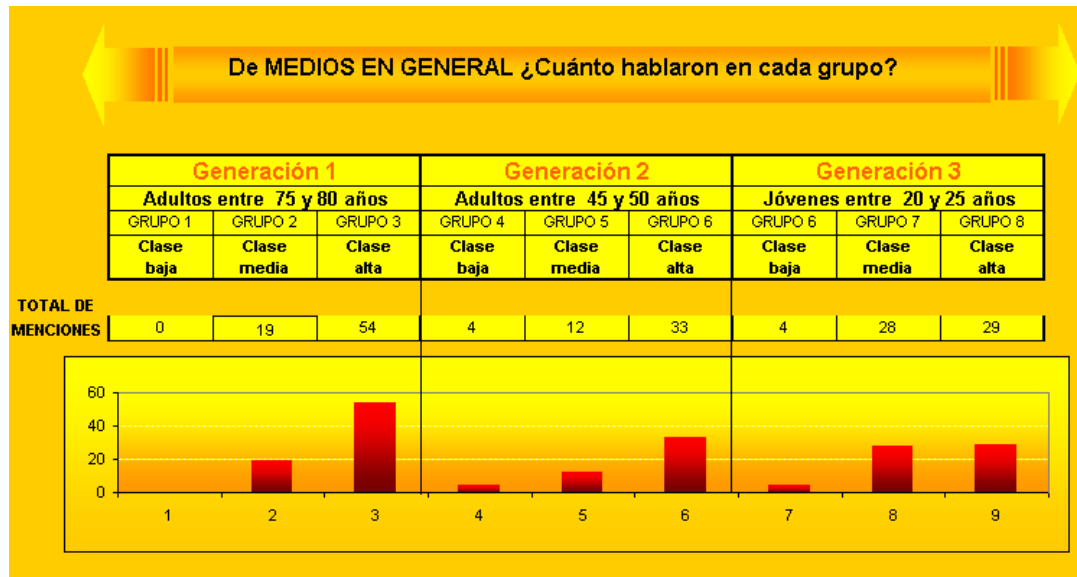 De MEDIOS EN GENERAL ¿Cuánto hablaron en cada grupo?
Generación 1 Generación 2 Generación 3
Adultos entre 75 y 80 años Adultos entre 45 y 50 años Jóvenes entre 20 y 25 años
GRUPO 1 GRUPO 2 GRUPO 3 GRUPO 4 GRUPO 5 GRUPO 6 GRUPO 6 GRUPO 7 GRUPO 8
Clase Clase Clase Clase Clase Clase Clase Clase Clase
baja media alta baja media alta baja media alta
TOTAL DE
MENCIONES 0 19 54 4 12 33 4 28 29
60
40
20
0
1 2 3 4 5 6 7 8 9